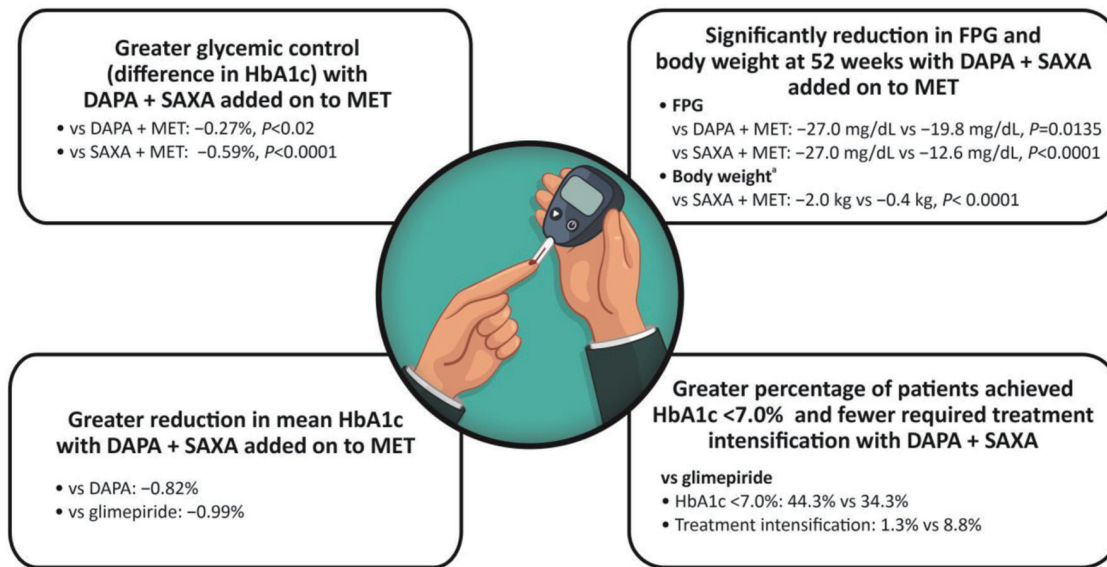 Greater glycemic control
(difference in HbA1c) with
DAPA + SAXA added on to MET
• vs DAPA + MET: −0.27%, P<0.02
• vs SAXA + MET: −0.59%, P<0.0001
Significantly reduction in FPG and
body weight at 52 weeks with DAPA + SAXA
added on to MET
• FPG
vs DAPA + MET: −27.0 mg/dL vs −19.8 mg/dL, P=0.0135
vs SAXA + MET: −27.0 mg/dL vs −12.6 mg/dL, P<0.0001
• Body weightª
vs SAXA + MET: −2.0 kg vs −0.4 kg, P< 0.0001
Greater reduction in mean HbA1c
with DAPA + SAXA added on to MET
• vs DAPA: −0.82%
• vs glimepiride: −0.99%
Greater percentage of patients achieved
HbA1c <7.0% and fewer required treatment
intensification with DAPA + SAXA
vs glimepiride
• HbA1c <7.0%: 44.3% vs 34.3%
• Treatment intensification: 1.3% vs 8.8%